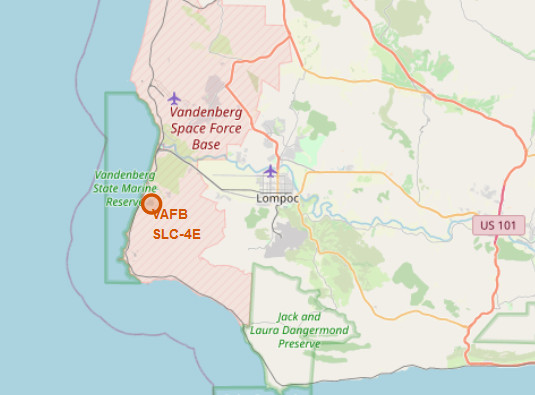 Vandenberg
Space Force
Base
Vandenberg
State Marine
Reserve
VAFB
SLC-4E
Lompoc
US 101
Jack and
Laura Dangermond
Preserve